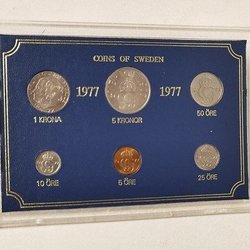 COINS OF SWEDEN
1977 1977
1 KRONA 5 KRONOR 50 ÖRE
10 ÖRE 5 ÖRE 25 ÖRE